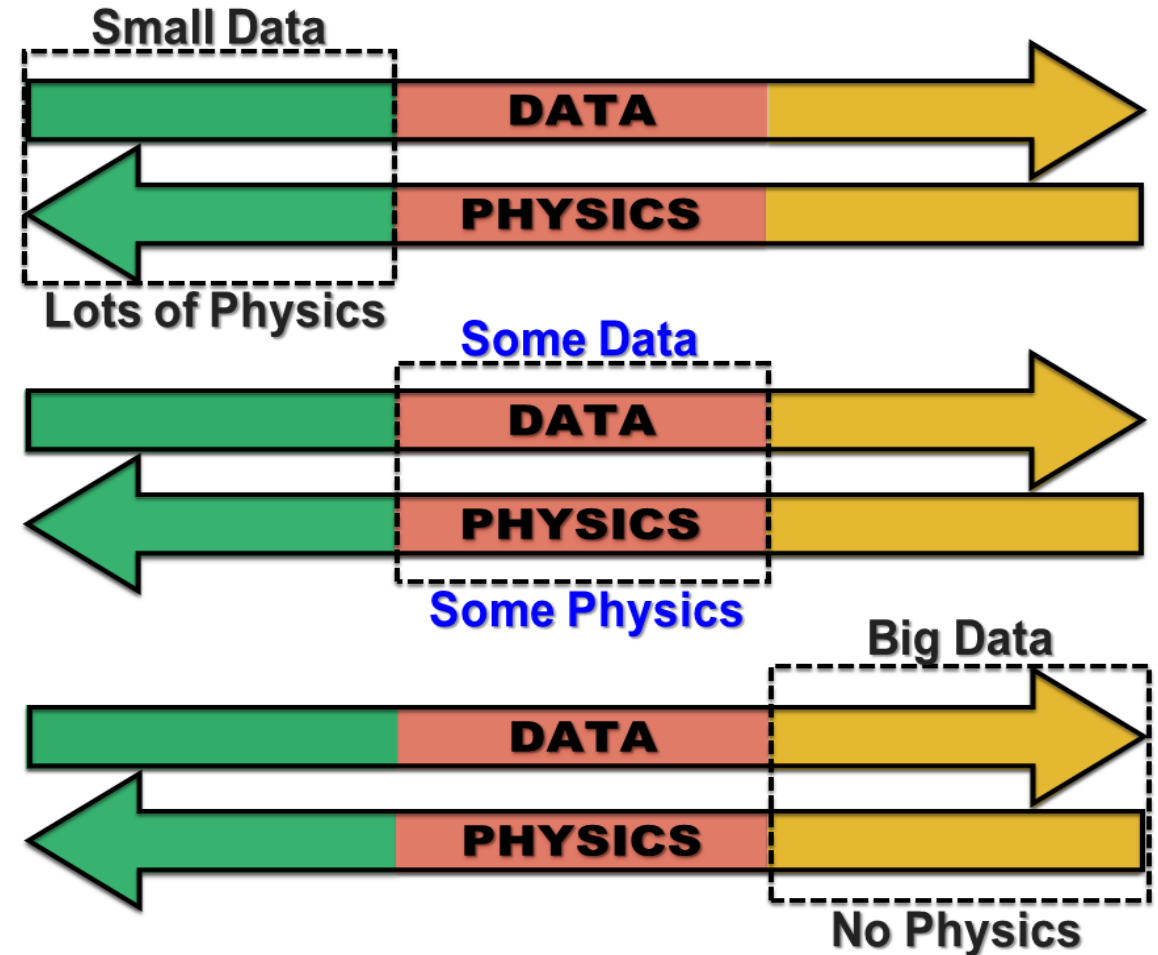 Small Data
DATA
PHYSICS
Lots of Physics
Some Data
DATA
PHYSICS
Some Physics
Big Data
DATA
PHYSICS
No Physics